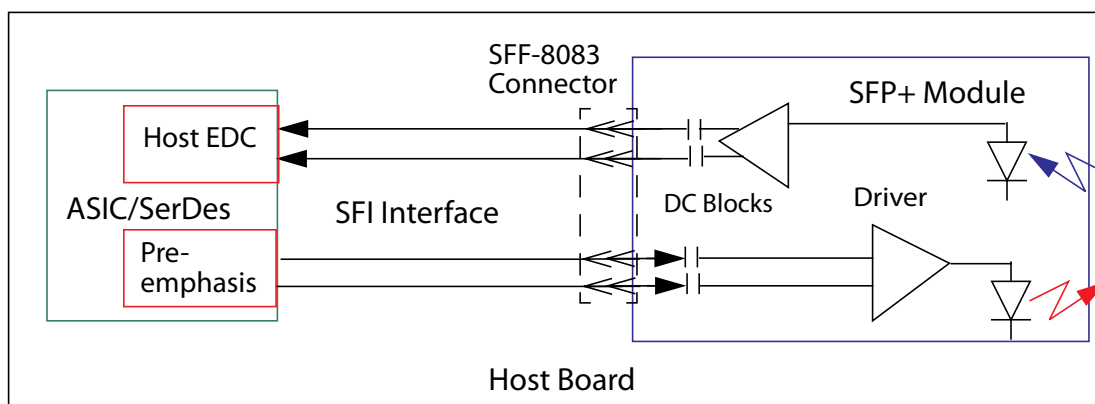 SFF-8083
Connector
SFP+ Module
Host EDC
ASIC/SerDes
SFI Interface
DC Blocks
Driver
Pre-
emphasis
Host Board